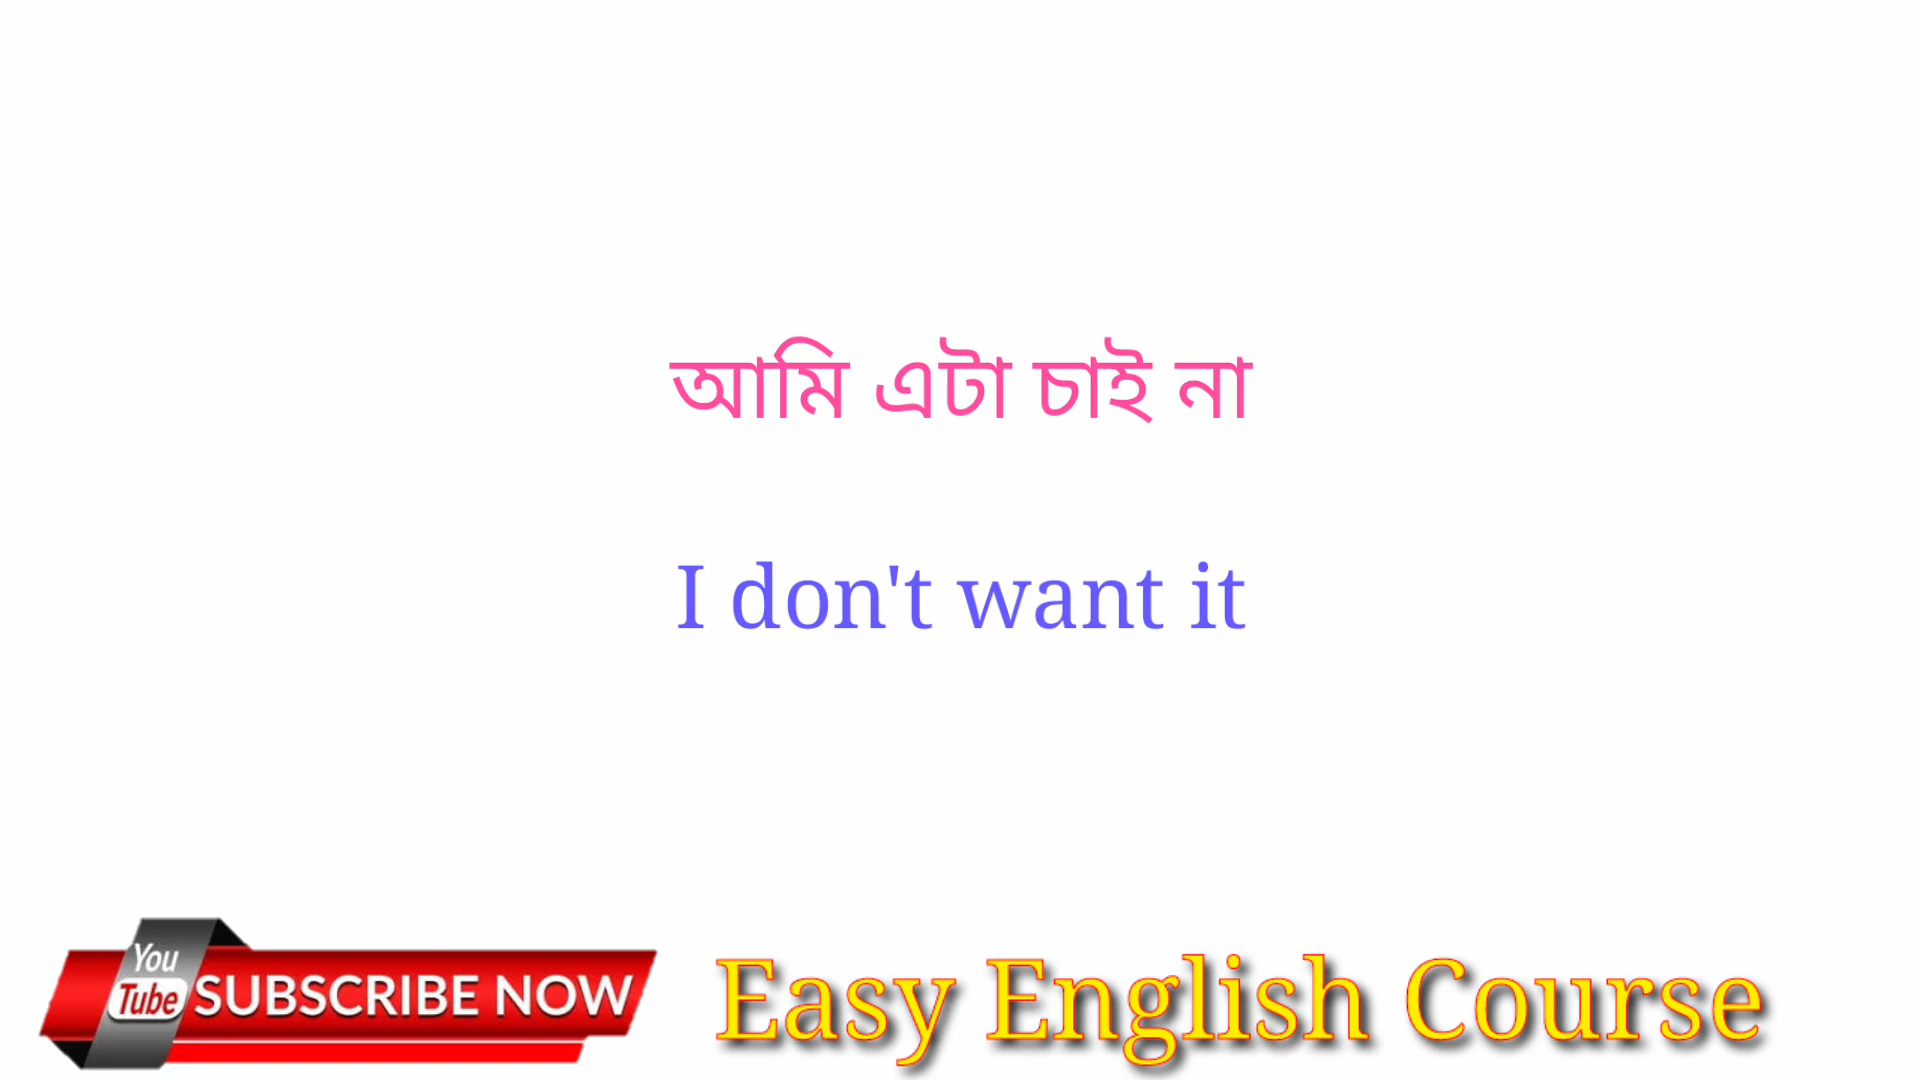 আমি এটা চাই না
I don't want it
You
Tube SUBSCRIBE NOW
Easy English Course